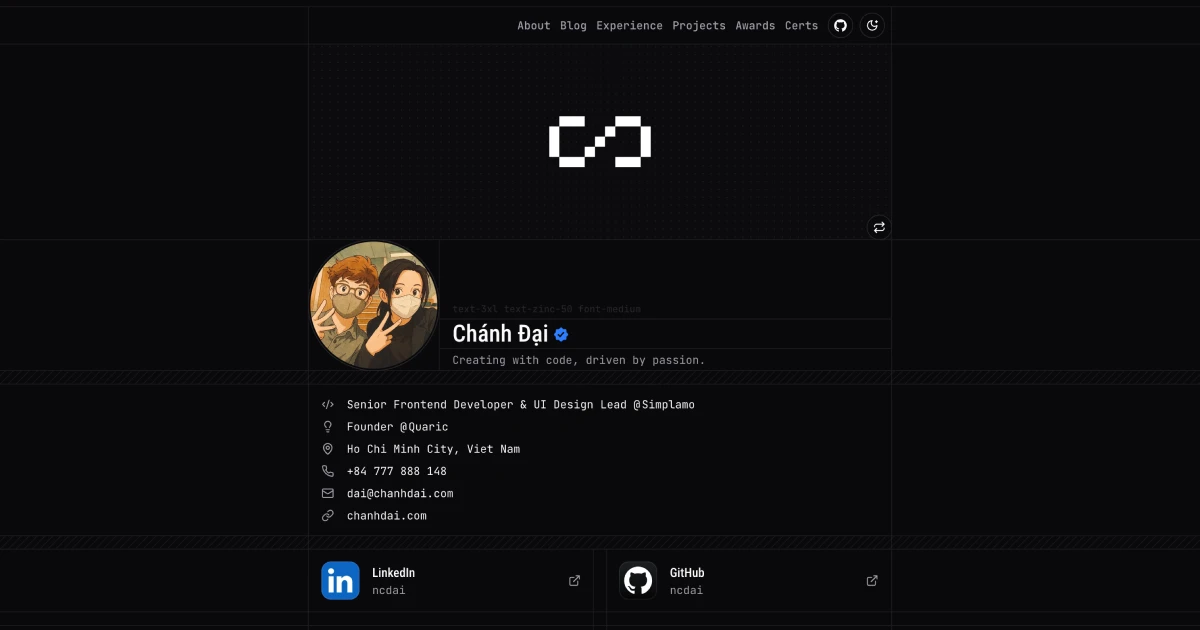 About Blog Experience Projects Awards Certs
text-3xl text-zinc-50 font-medium
Chánh Đại
Creating with code, driven by passion.
Senior Frontend Developer & UI Design Lead @Simplamo
Founder @Quaric
Ho Chi Minh City, Viet Nam
+84 777 888 148
dai@chanhdai.com
chanhdai.com
in LinkedIn
ncdai
GitHub
ncdai